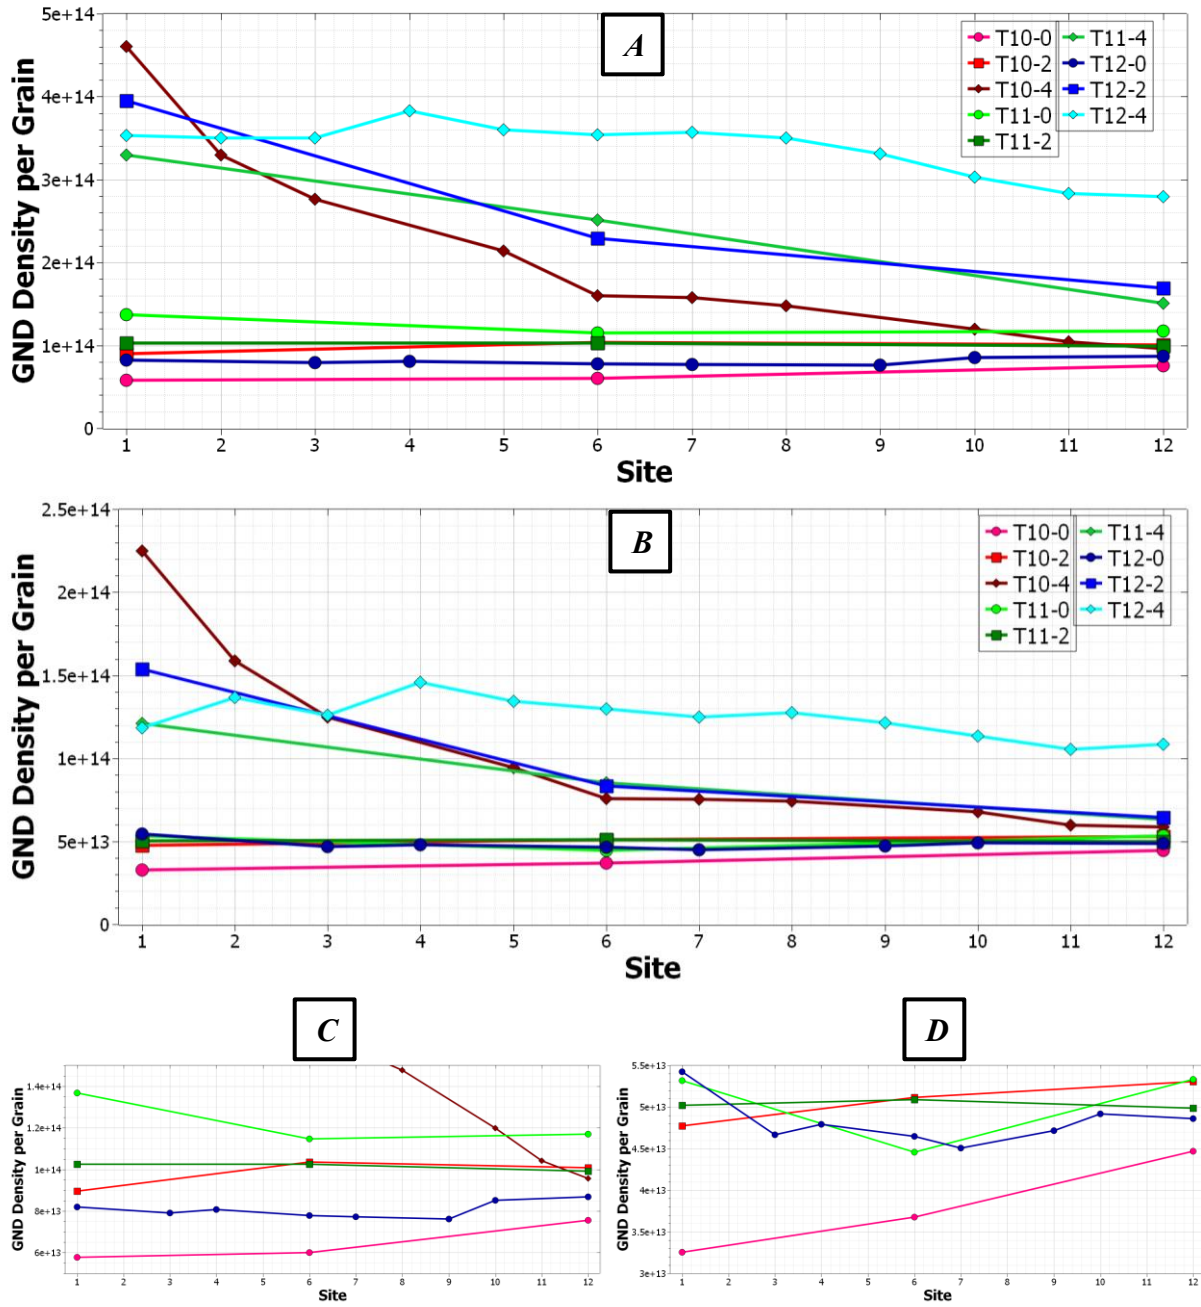 A
5e+14
4e+14
3e+14
2e+14
1e+14
0
GND Density per Grain
T10-0 T11-4
T10-2 T12-0
T10-4 T12-2
T11-0 T12-4
T11-2
1 2 3 4 5 6 7 8 9 10 11 12
Site
B
2.5e+14
2e+14
1.5e+14
1e+14
5e+13
0
GND Density per Grain
T10-0 T11-4
T10-2 T12-0
T10-4 T12-2
T11-0 T12-4
T11-2
1 2 3 4 5 6 7 8 9 10 11 12
Site
C
1.4e+14
1.2e+14
1e+14
8e+13
6e+13
GND Density per Grain
1 2 3 4 5 6 7 8 9 10 11 12
Site
D
5.5e+13
5e+13
4.5e+13
4e+13
3.5e+13
3e+13
GND Density per Grain
1 2 3 4 5 6 7 8 9 10 11 12
Site